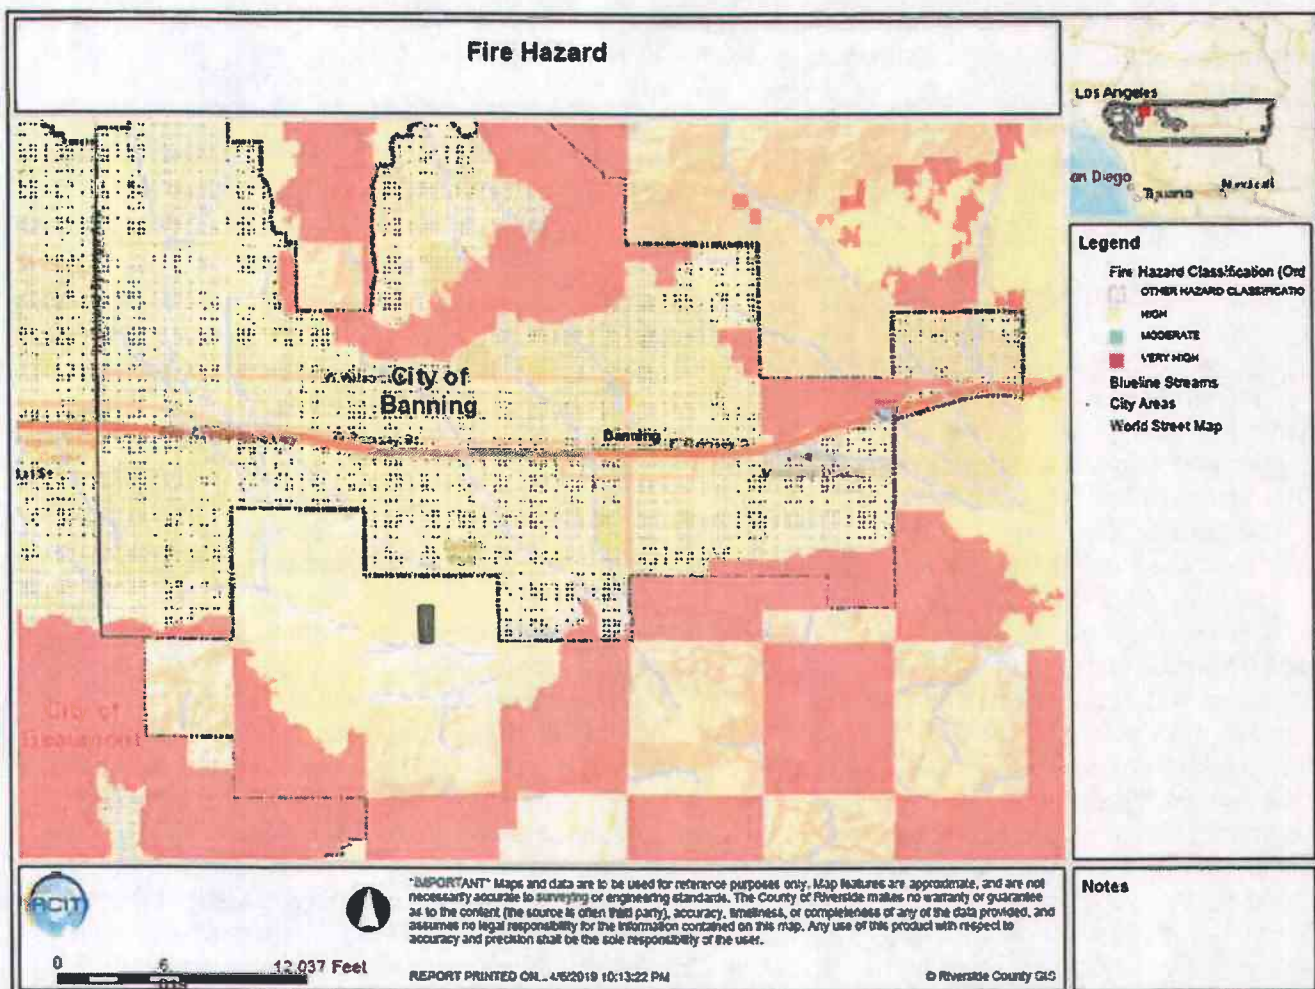 Fire Hazard
Los Angeles
an Diego
Tijuana
Mexicali
Legend
Fire Hazard Classification (Ord
OTHER HAZARD CLASSIFICATIO
HIGH
MODERATE
VERY HIGH
Blueline Streams
City Areas
World Street Map
City of
Banning
Banning
City of
Beaumont
"IMPORTANT" Maps and data are to be used for reference purposes only. Map features are approximate, and are not
necessarily accurate to surveying or engineering standards. The County of Riverside makes no warranty or guarantee
as to the content (the source is often third party), accuracy, timeliness, or completeness of any of the data provided, and
assumes no legal responsibility for the information contained on this map. Any use of this product with respect to
accuracy and precision shall be the sole responsibility of the user.
RCIT
0
6,
019
12,037 Feet
REPORT PRINTED ON... 4/6/2019 10:13:22 PM
© Riverside County GIS
Notes